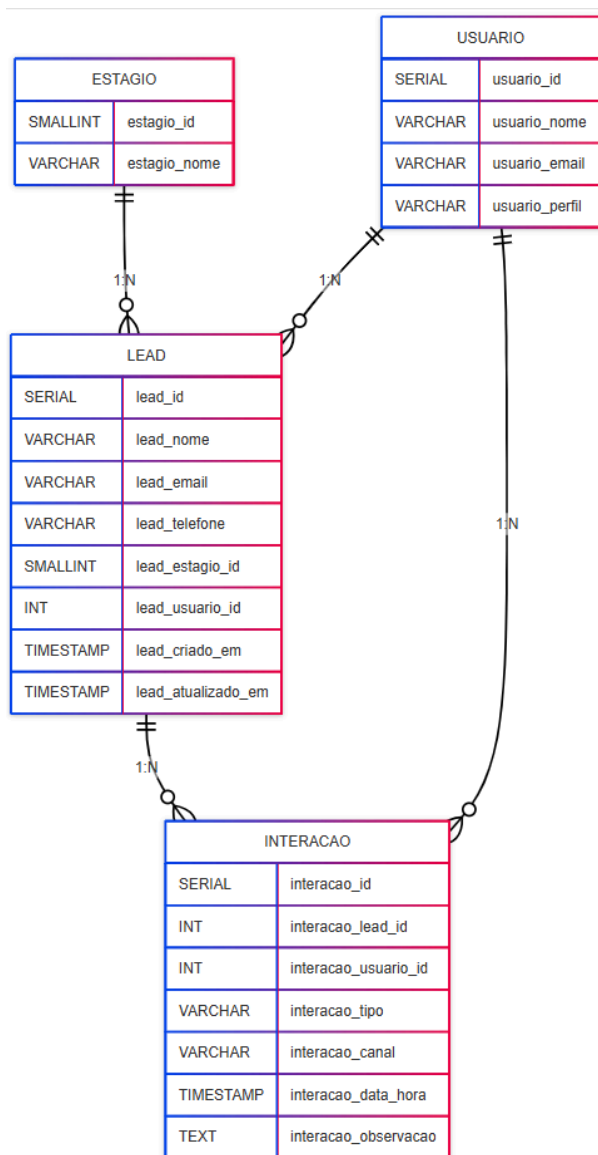 USUARIO
SERIAL usuario_id
VARCHAR usuario_nome
VARCHAR usuario_email
VARCHAR usuario_perfil
ESTAGIO
SMALLINT estagio_id
VARCHAR estagio_nome
1:N
1:N
LEAD
SERIAL lead_id
VARCHAR lead_nome
VARCHAR lead_email
VARCHAR lead_telefone
SMALLINT lead_estagio_id
INT lead_usuario_id
TIMESTAMP lead_criado_em
TIMESTAMP lead_atualizado_em
1:N
1:N
INTERACAO
SERIAL interacao_id
INT interacao_lead_id
INT interacao_usuario_id
VARCHAR interacao_tipo
VARCHAR interacao_canal
TIMESTAMP interacao_data_hora
TEXT interacao_observacao